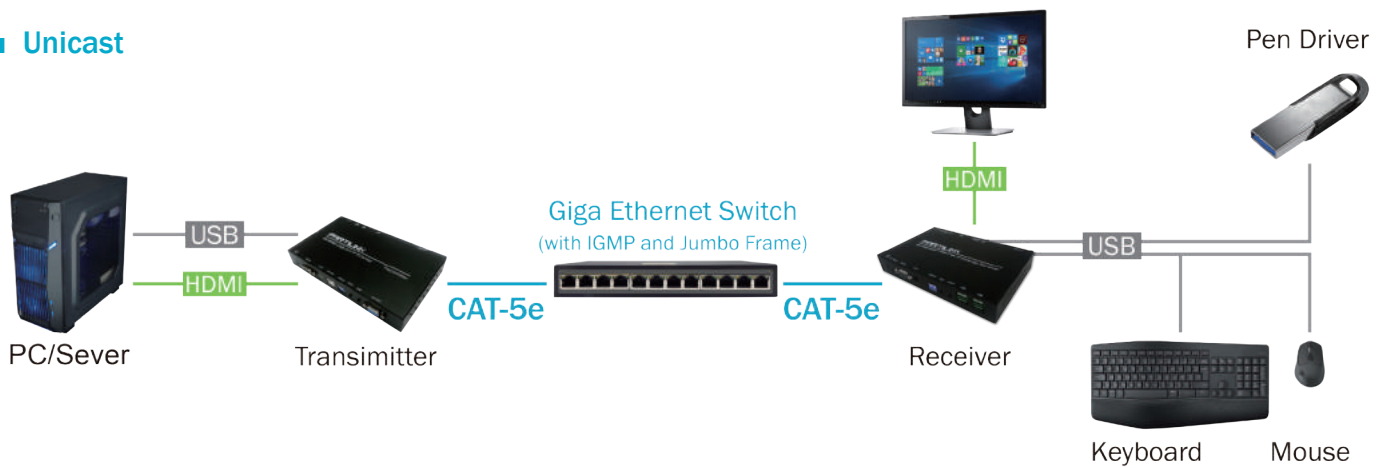 Unicast
Pen Driver
HDMI
Giga Ethernet Switch
(with IGMP and Jumbo Frame)
USB
USB
HDMI
CAT-5e
CAT-5e
PC/Sever
Transimitter
Receiver
Keyboard
Mouse